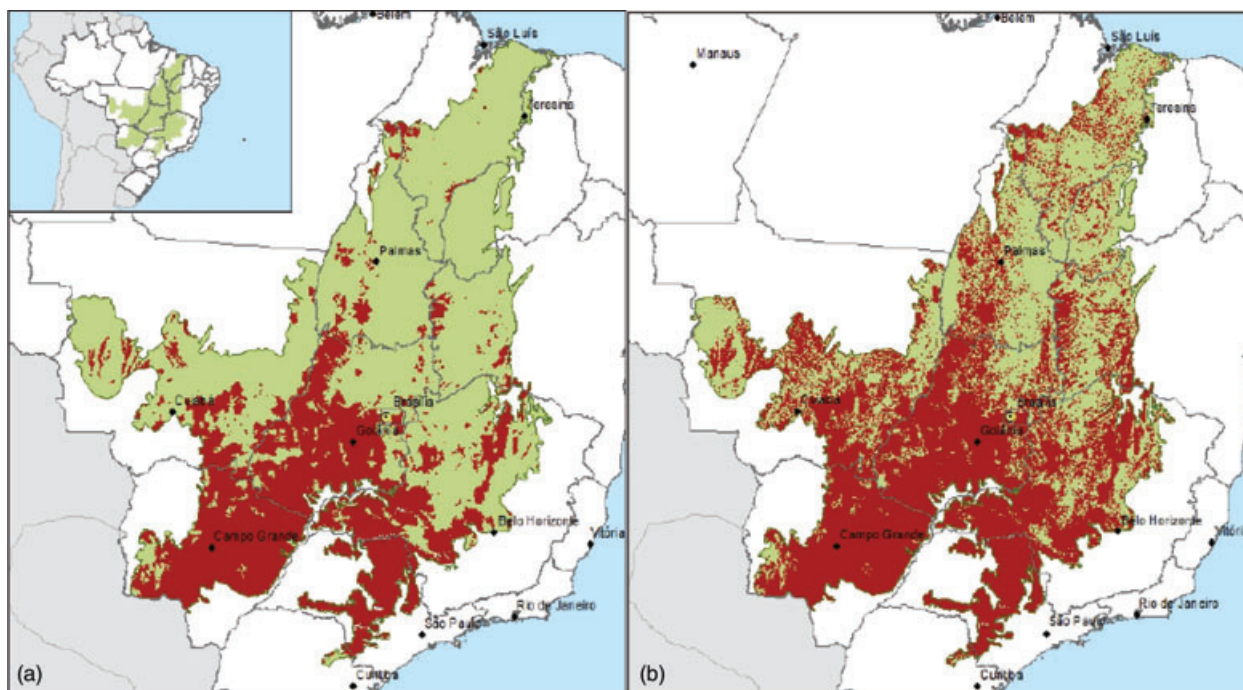 Belém
São Luís
Teresina
Palmas
Cuiabá
Brasília
Goiânia
Campo Grande
Belo Horizonte
Vitória
Rio de Janeiro
São Paulo
Curitiba
(a)
Belém
São Luís
Manaus
Teresina
Palmas
Cuiabá
Brasília
Goiânia
Campo Grande
Belo Horizonte
Vitória
Rio de Janeiro
São Paulo
Curitiba
(b)